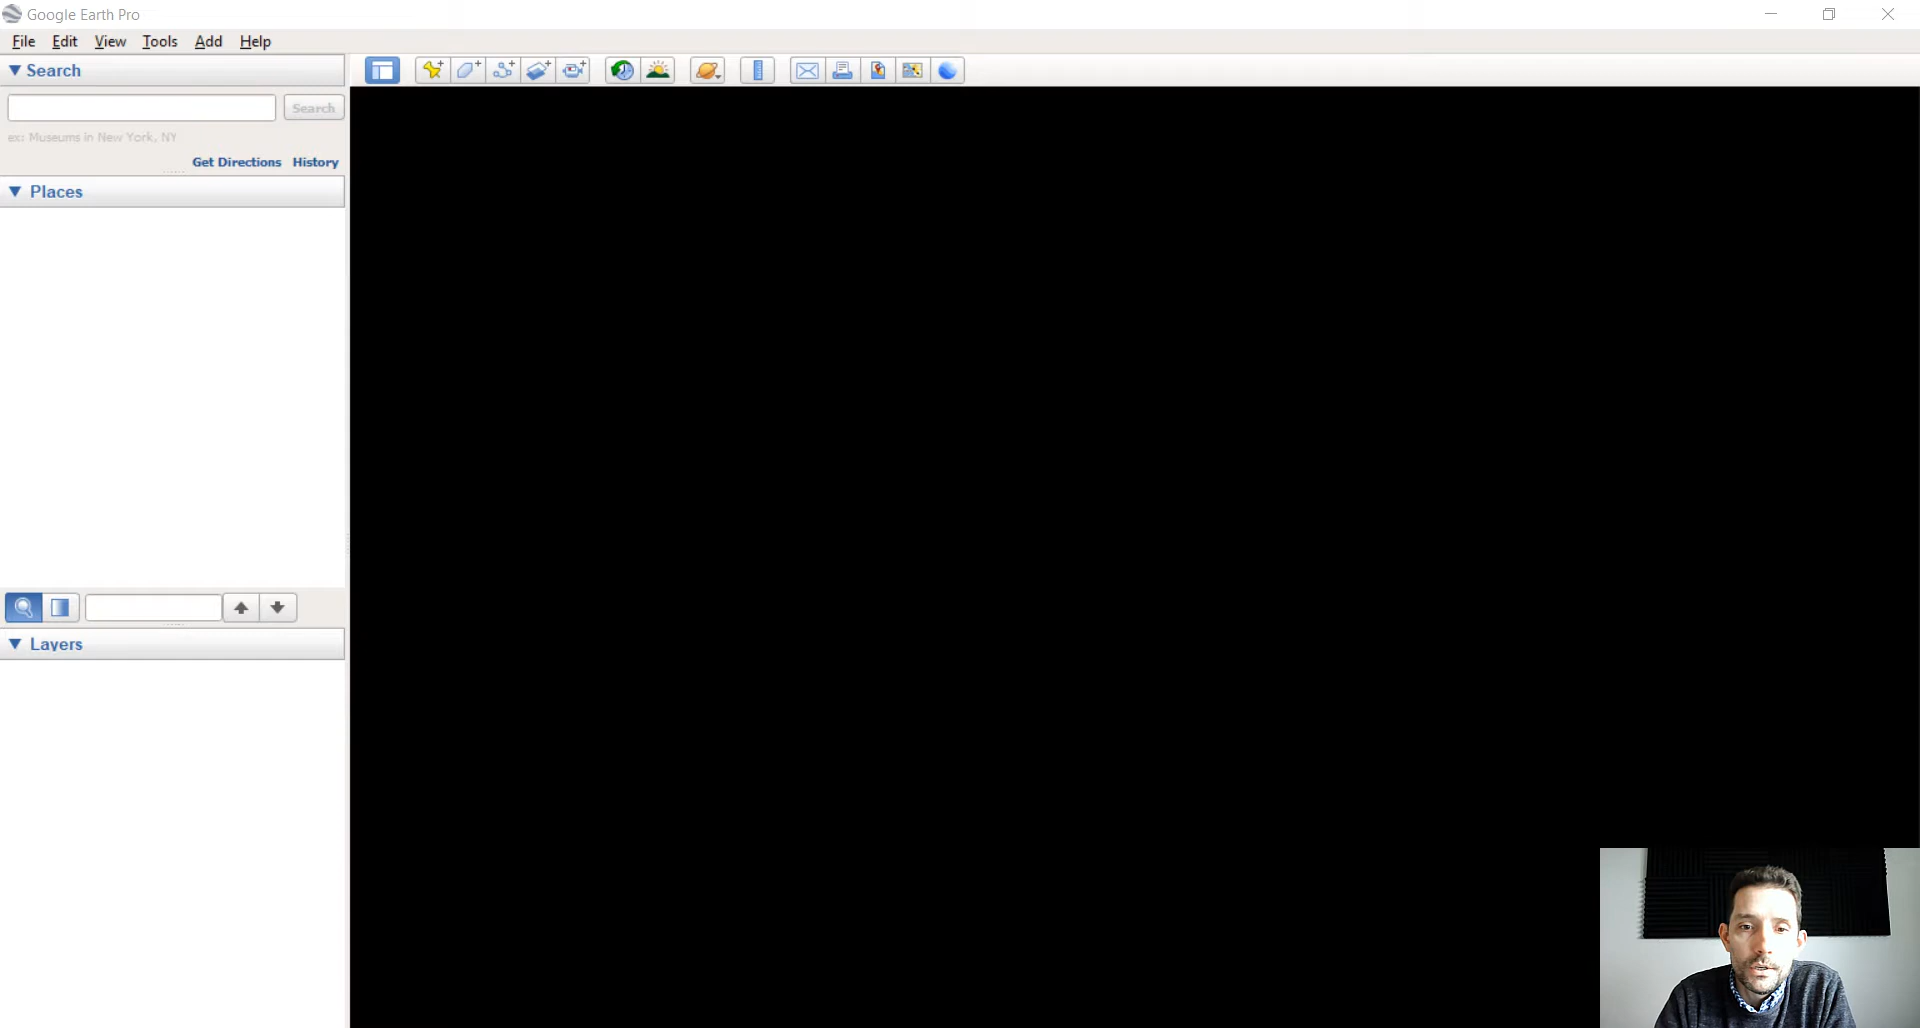 Google Earth Pro
File Edit View Tools Add Help
Search
Search
ex: Museums in New York, NY
Get Directions History
Places
Layers